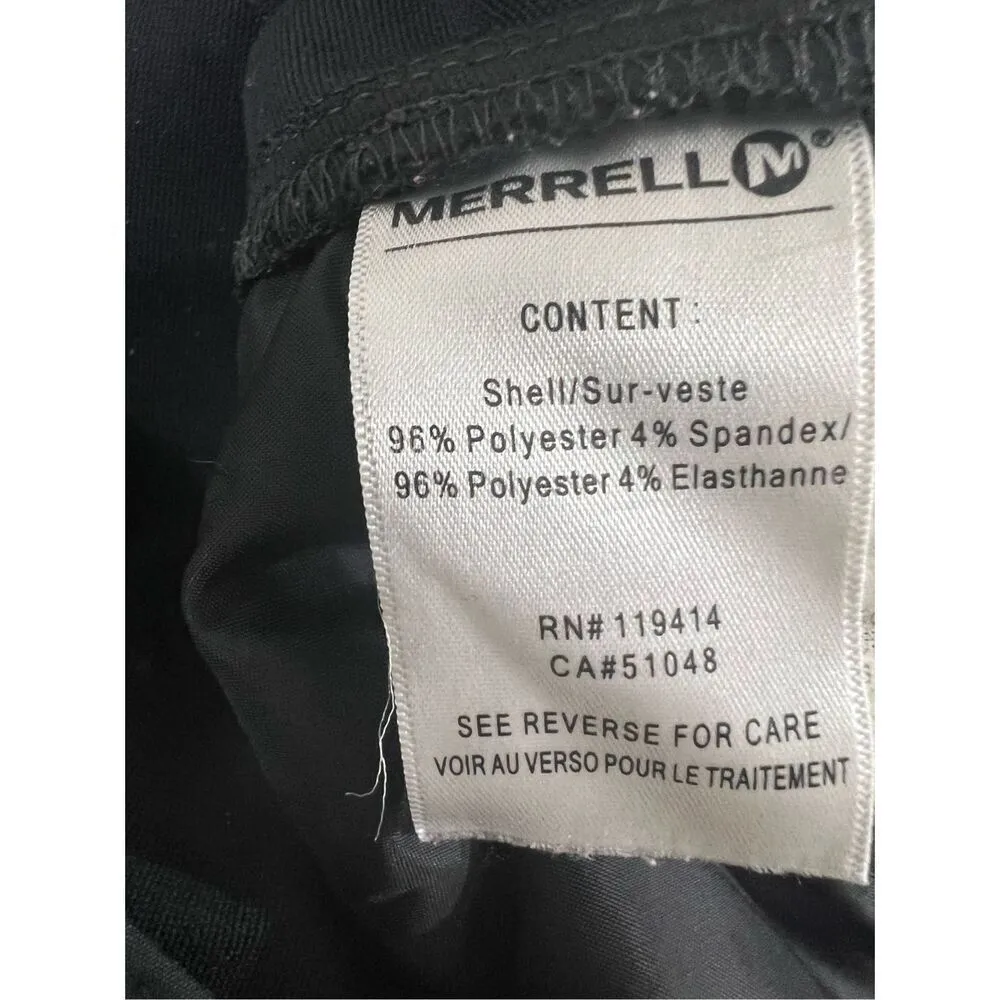 MERRELL M®
CONTENT:
Shell/Sur-veste
96% Polyester 4% Spandex/
96% Polyester 4% Elasthanne
RN# 119414
CA#51048
SEE REVERSE FOR CARE
VOIR AU VERSO POUR LE TRAITEMENT